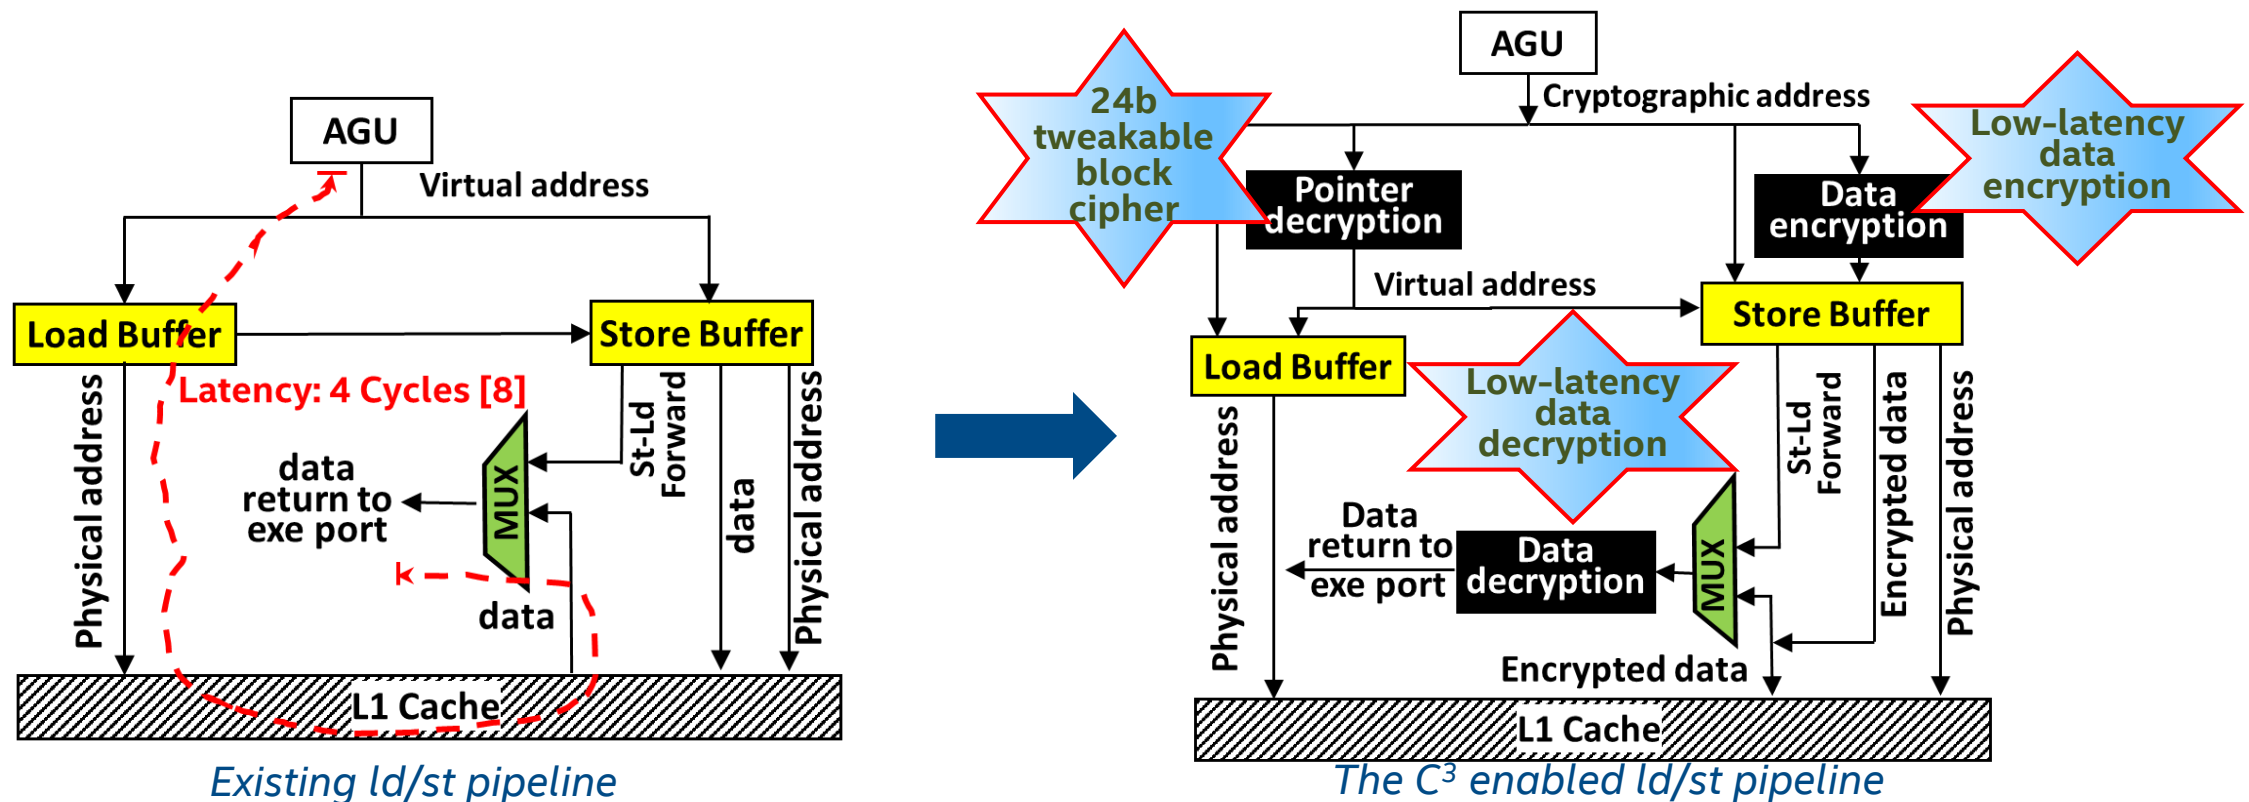 AGU
Virtual address
Load Buffer
Store Buffer
Latency: 4 Cycles [8]
Physical address
St-Ld
Forward
data
Physical address
MUX
data
return to
exe port
data
L1 Cache
Existing ld/st pipeline
AGU
Cryptographic address
24b
tweakable
block
cipher
Pointer
decryption
Data
encryption
Low-latency
data
encryption
Virtual address
Store Buffer
Load Buffer
Low-latency
data
decryption
Physical address
St-Ld
Forward
Encrypted data
Physical address
Data
return to
exe port
Data
decryption
MUX
Encrypted data
L1 Cache
The C³ enabled ld/st pipeline